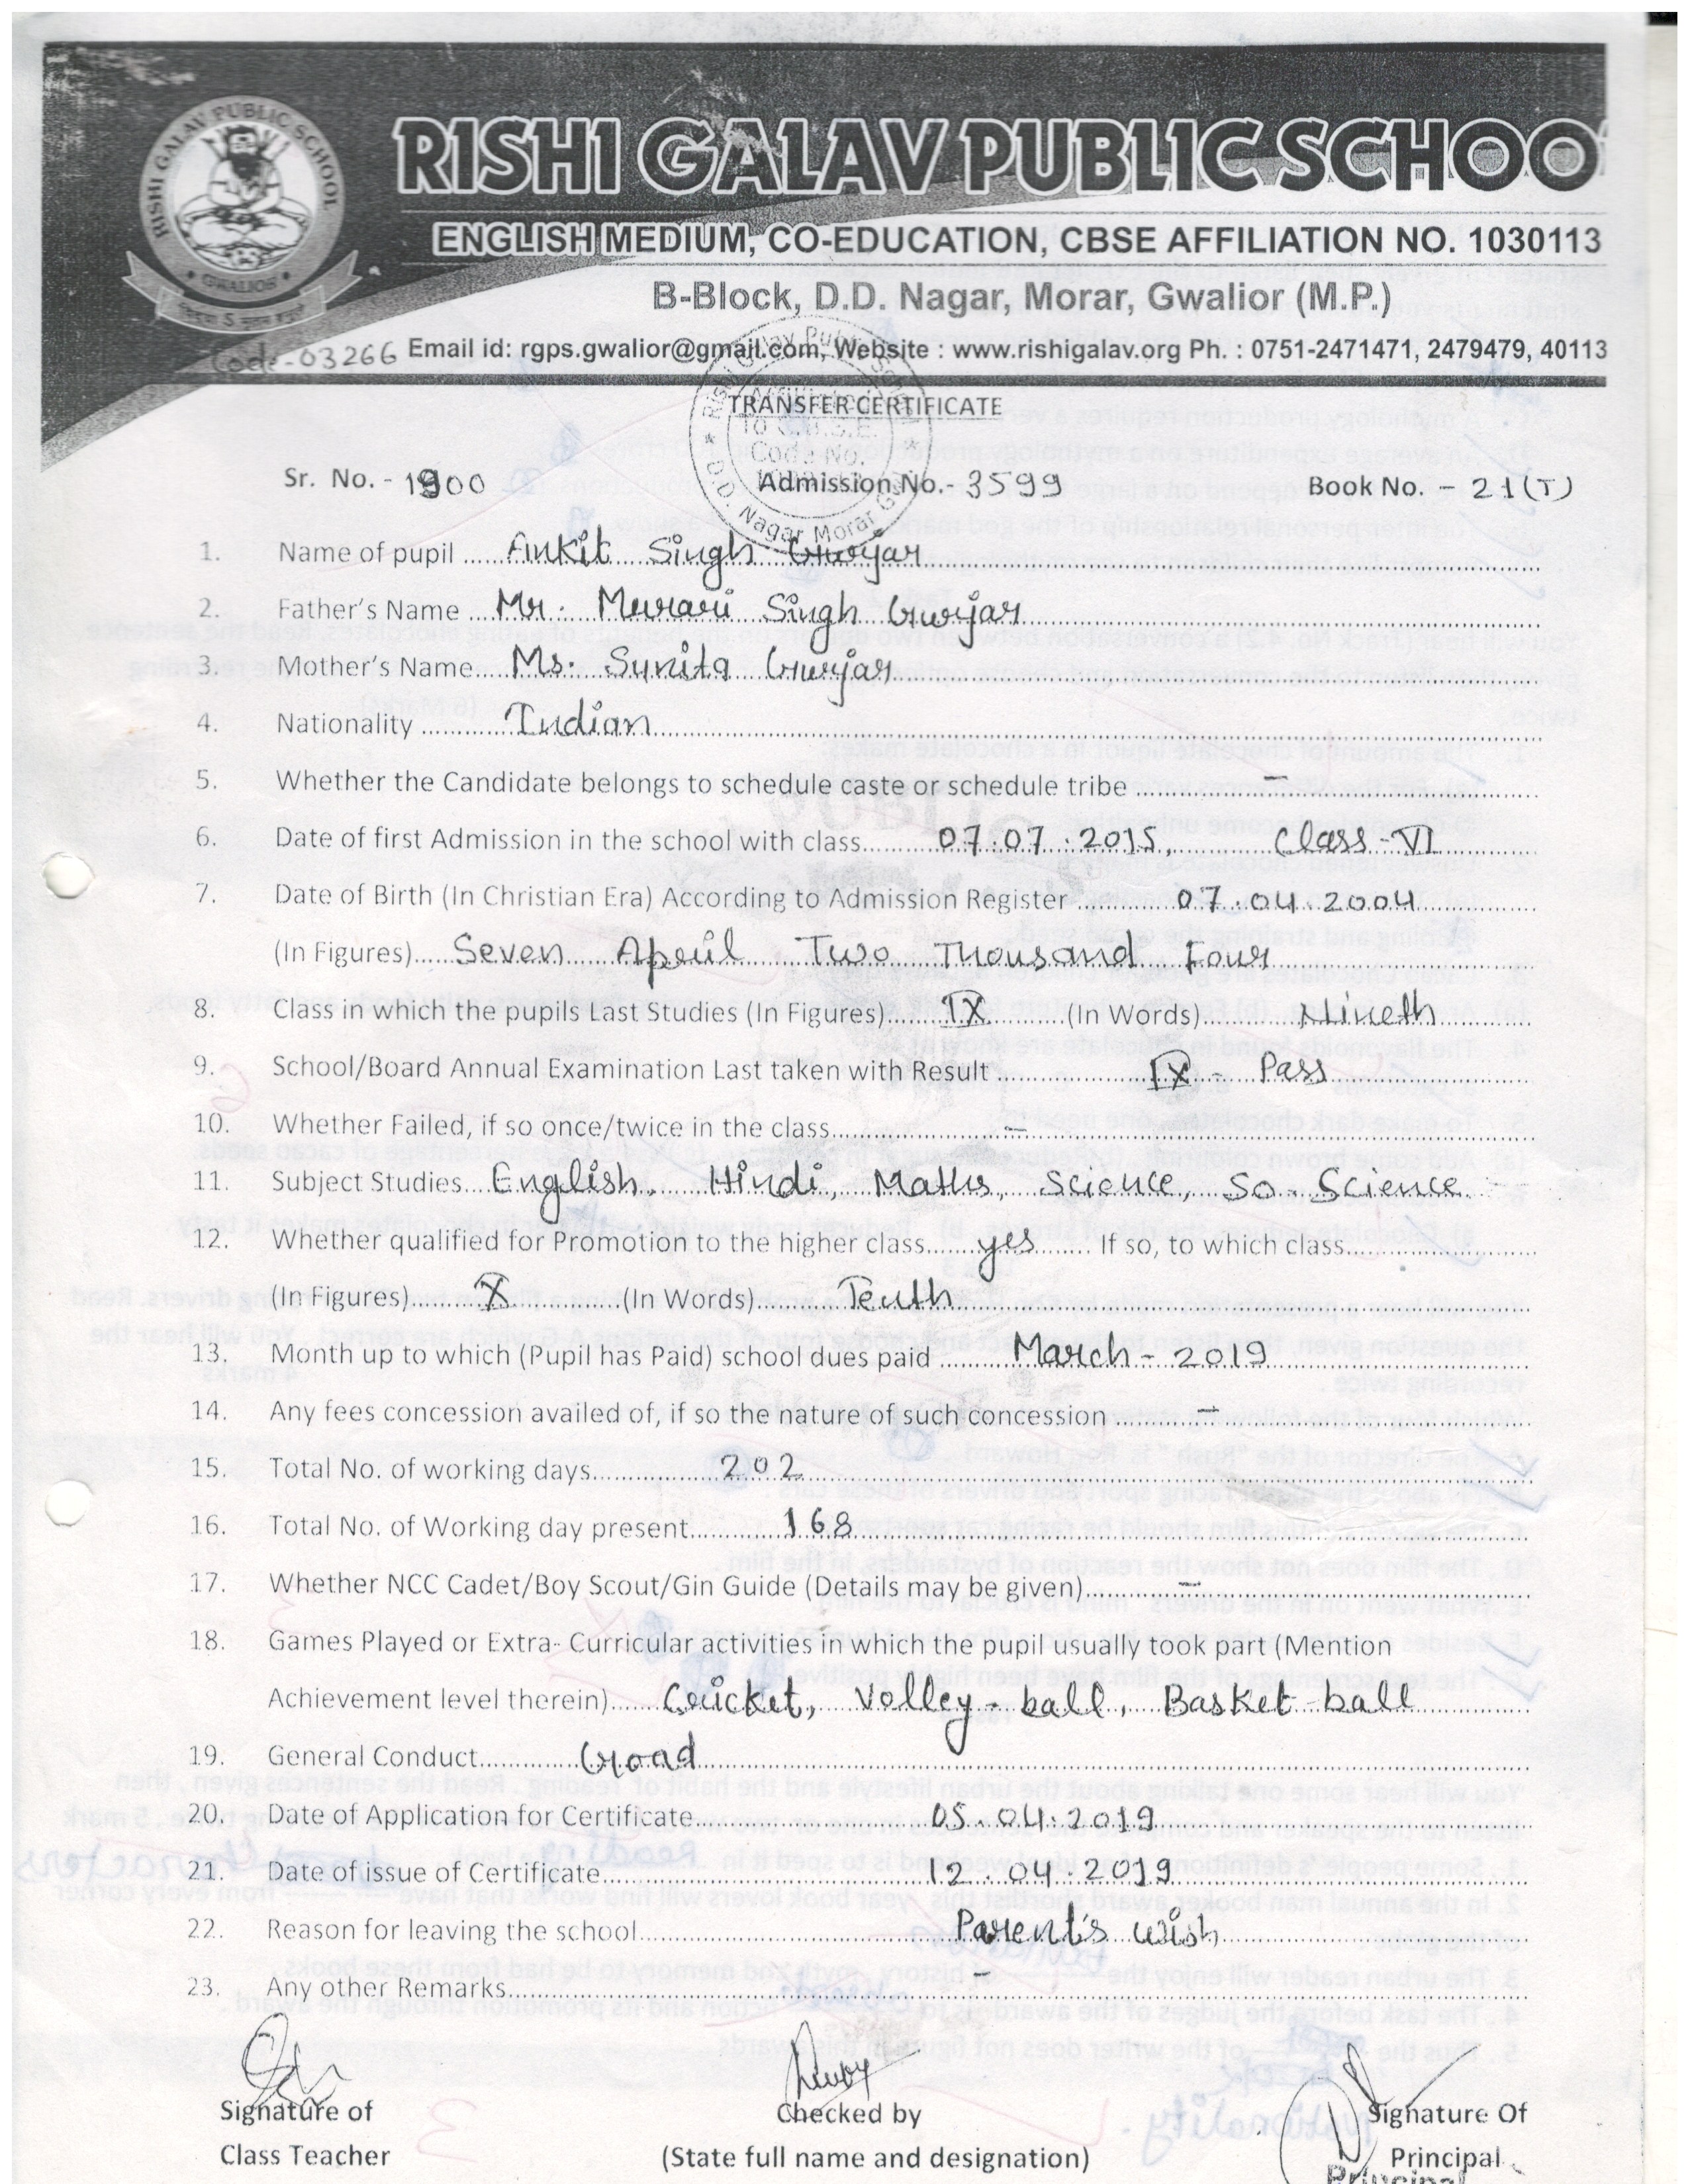 RISHI GALAV PUBLIC SCHOOL
GWALIOR
RISHI GALAV PUBLIC SCHOO
ENGLISH MEDIUM, CO-EDUCATION, CBSE AFFILIATION NO. 1030113
B-Block, D.D. Nagar, Morar, Gwalior (M.P.)
Code-03266 Email id: rgps.gwalior@gmail.com, Website : www.rishigalav.org Ph. : 0751-2471471, 2479479, 40113
TRANSFER CERTIFICATE
Sr. No. - 1900 Admission No.- 3599 Book No. - 21(T)
1. Name of pupil Ankit Singh Gurjar
2. Father's Name Mr. Murari Singh Gurjar
3. Mother's Name Ms. Sunita Gurjar
4. Nationality Indian
5. Whether the Candidate belongs to schedule caste or schedule tribe -
6. Date of first Admission in the school with class 07.07.2015, Class-VI
7. Date of Birth (In Christian Era) According to Admission Register 07.04.2004
(In Figures) Seven April Two Thousand Four
8. Class in which the pupils Last Studies (In Figures) IX (In Words) Nineth
9. School/Board Annual Examination Last taken with Result IX - Pass
10. Whether Failed, if so once/twice in the class -
11. Subject Studies English, Hindi, Maths, Science, So. Science
12. Whether qualified for Promotion to the higher class yes If so, to which class
(In Figures) X (In Words) Tenth
13. Month up to which (Pupil has Paid) school dues paid March - 2019
14. Any fees concession availed of, if so the nature of such concession -
15. Total No. of working days 202
16. Total No. of Working day present 168
17. Whether NCC Cadet/Boy Scout/Gin Guide (Details may be given) -
18. Games Played or Extra- Curricular activities in which the pupil usually took part (Mention
Achievement level therein) Cricket, Volley-ball, Basket-ball
19. General Conduct Good
20. Date of Application for Certificate 05.04.2019
21. Date of issue of Certificate 12.04.2019
22. Reason for leaving the school Parent's wish
23. Any other Remarks -
Signature of Checked by Signature Of
Class Teacher (State full name and designation) Principal
Principal